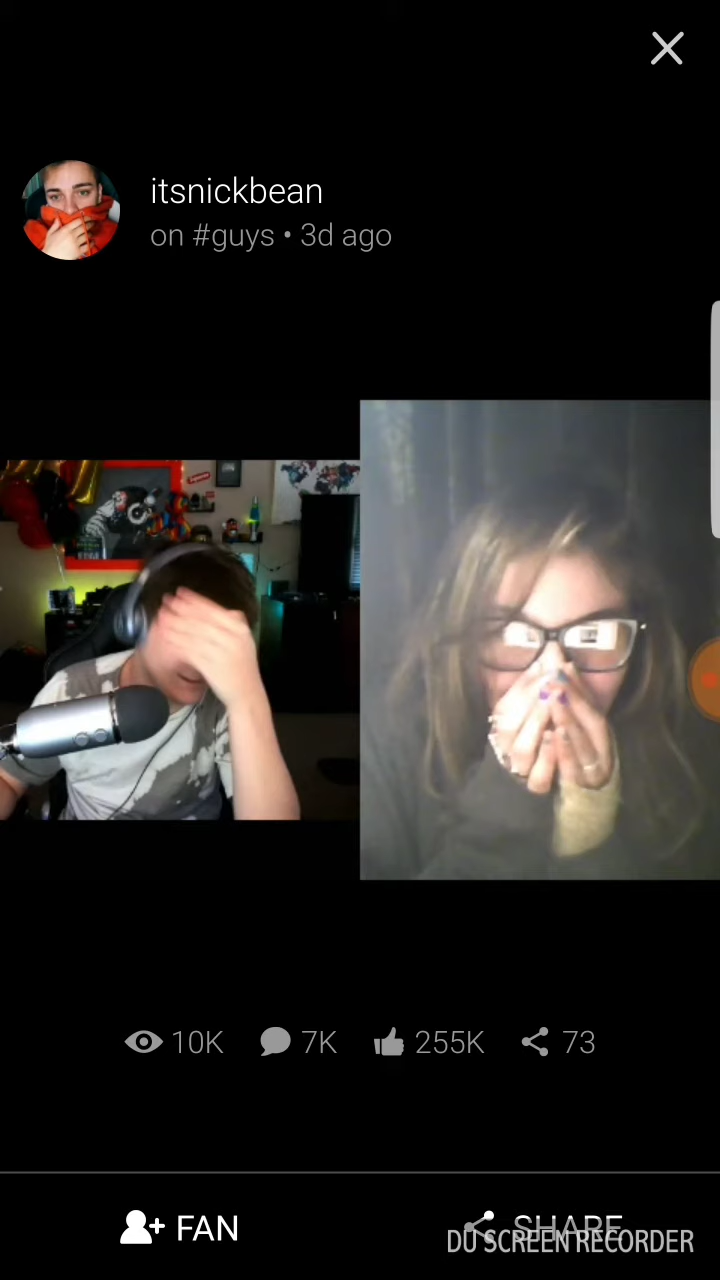 itsnickbean
on #guys • 3d ago
10K 7K 255K 73
FAN SHARE
DU SCREEN RECORDER